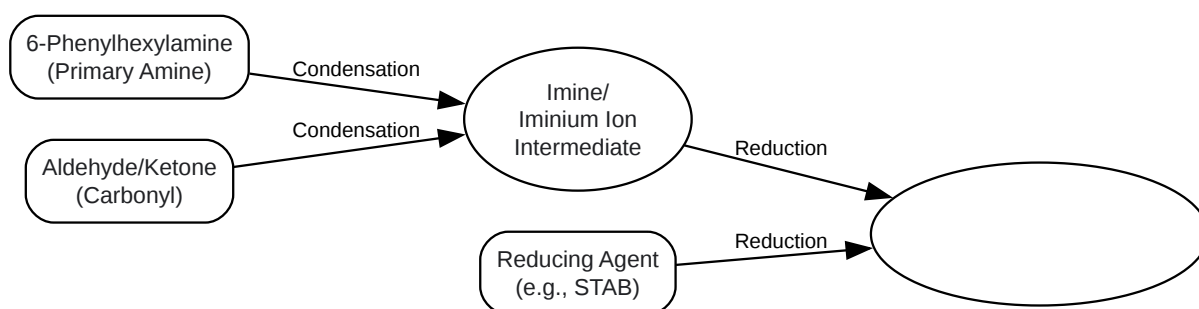 6-Phenylhexylamine
(Primary Amine)
Condensation
Aldehyde/Ketone
(Carbonyl)
Condensation
Imine/
Iminium Ion
Intermediate
Reduction
Reducing Agent
(e.g., STAB)
Reduction